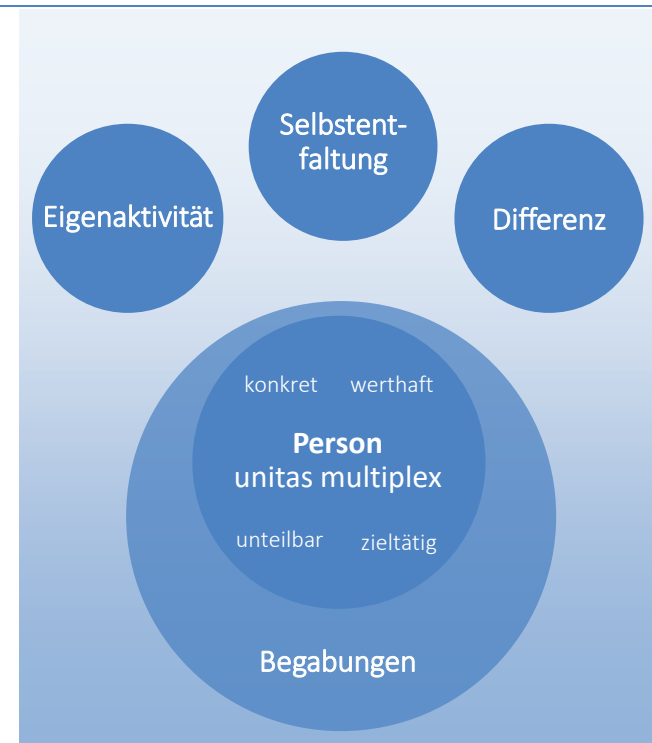 Selbstent-
faltung
Eigenaktivität
Differenz
konkret werthaft
Person
unitas multiplex
unteilbar zieltätig
Begabungen